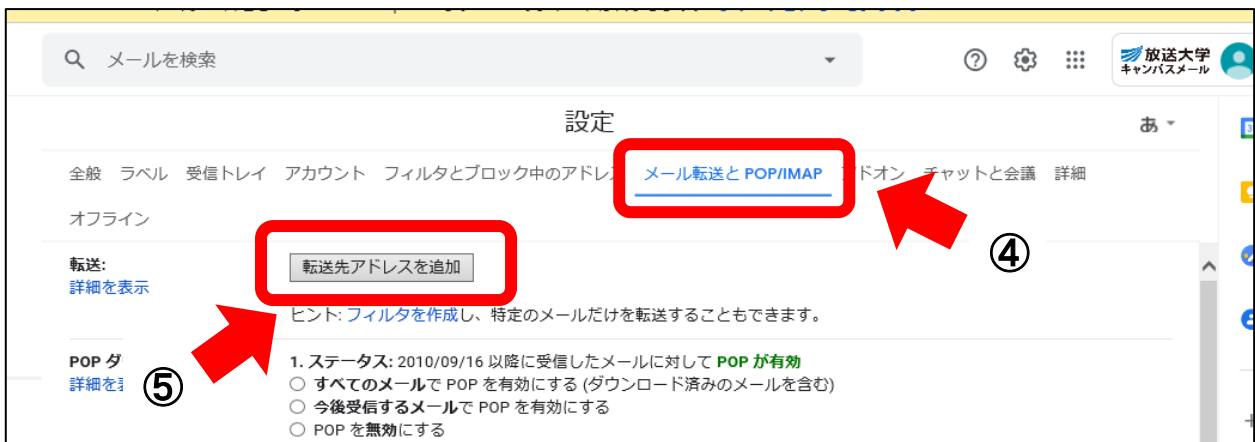 メールを検索
放送大学
キャンパスメール
設定
あ
全般 ラベル 受信トレイ アカウント フィルタとブロック中のアドレ メール転送と POP/IMAP ドオン チャットと会議 詳細
④
オフライン
転送:
転送先アドレスを追加
詳細を表示
ヒント: フィルタを作成し、特定のメールだけを転送することもできます。
POP ダ
1. ステータス: 2010/09/16 以降に受信したメールに対して POP が有効
詳細を
⑤
すべてのメールで POP を有効にする (ダウンロード済みのメールを含む)
今後受信するメールで POP を有効にする
POP を無効にする